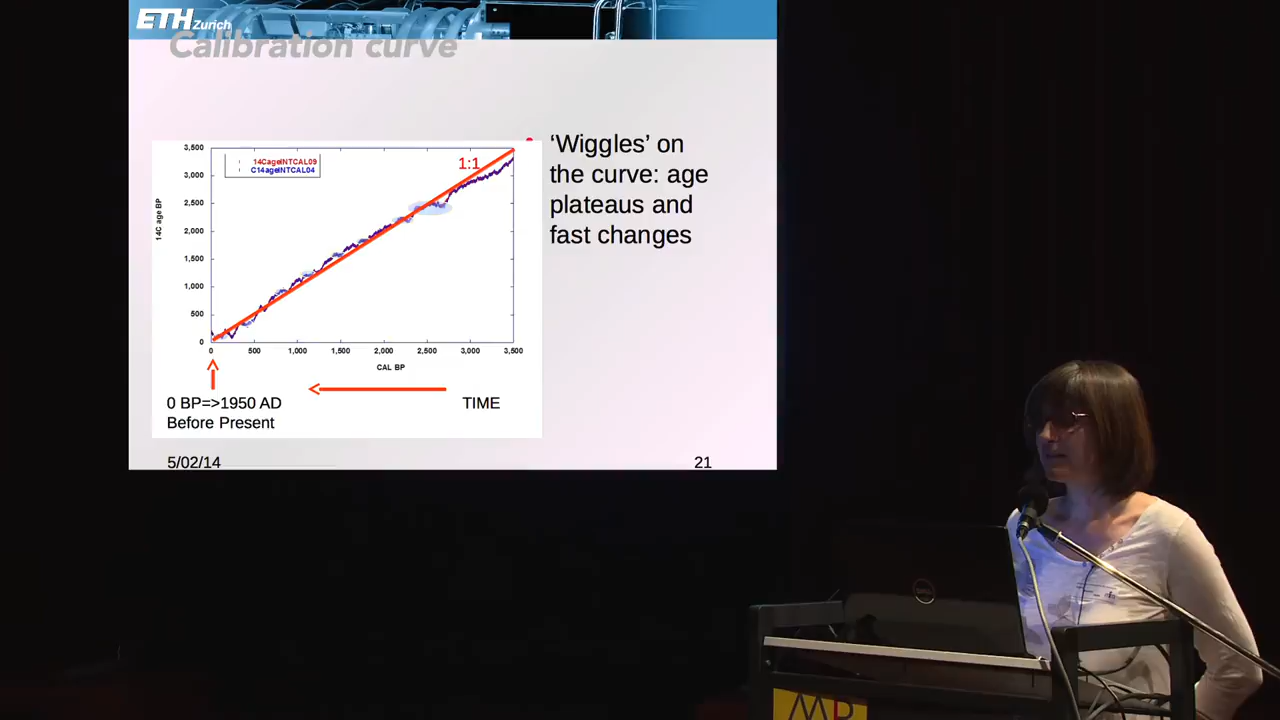 ETH Zurich
Calibration curve
'Wiggles' on
the curve: age
plateaus and
fast changes
14CageINTCAL09
C14ageINTCAL04
1:1
14C age BP
3,500
3,000
2,500
2,000
1,500
1,000
500
0
0 500 1,000 1,500 2,000 2,500 3,000 3,500
CAL BP
0 BP=>1950 AD
Before Present
TIME
5/02/14
21